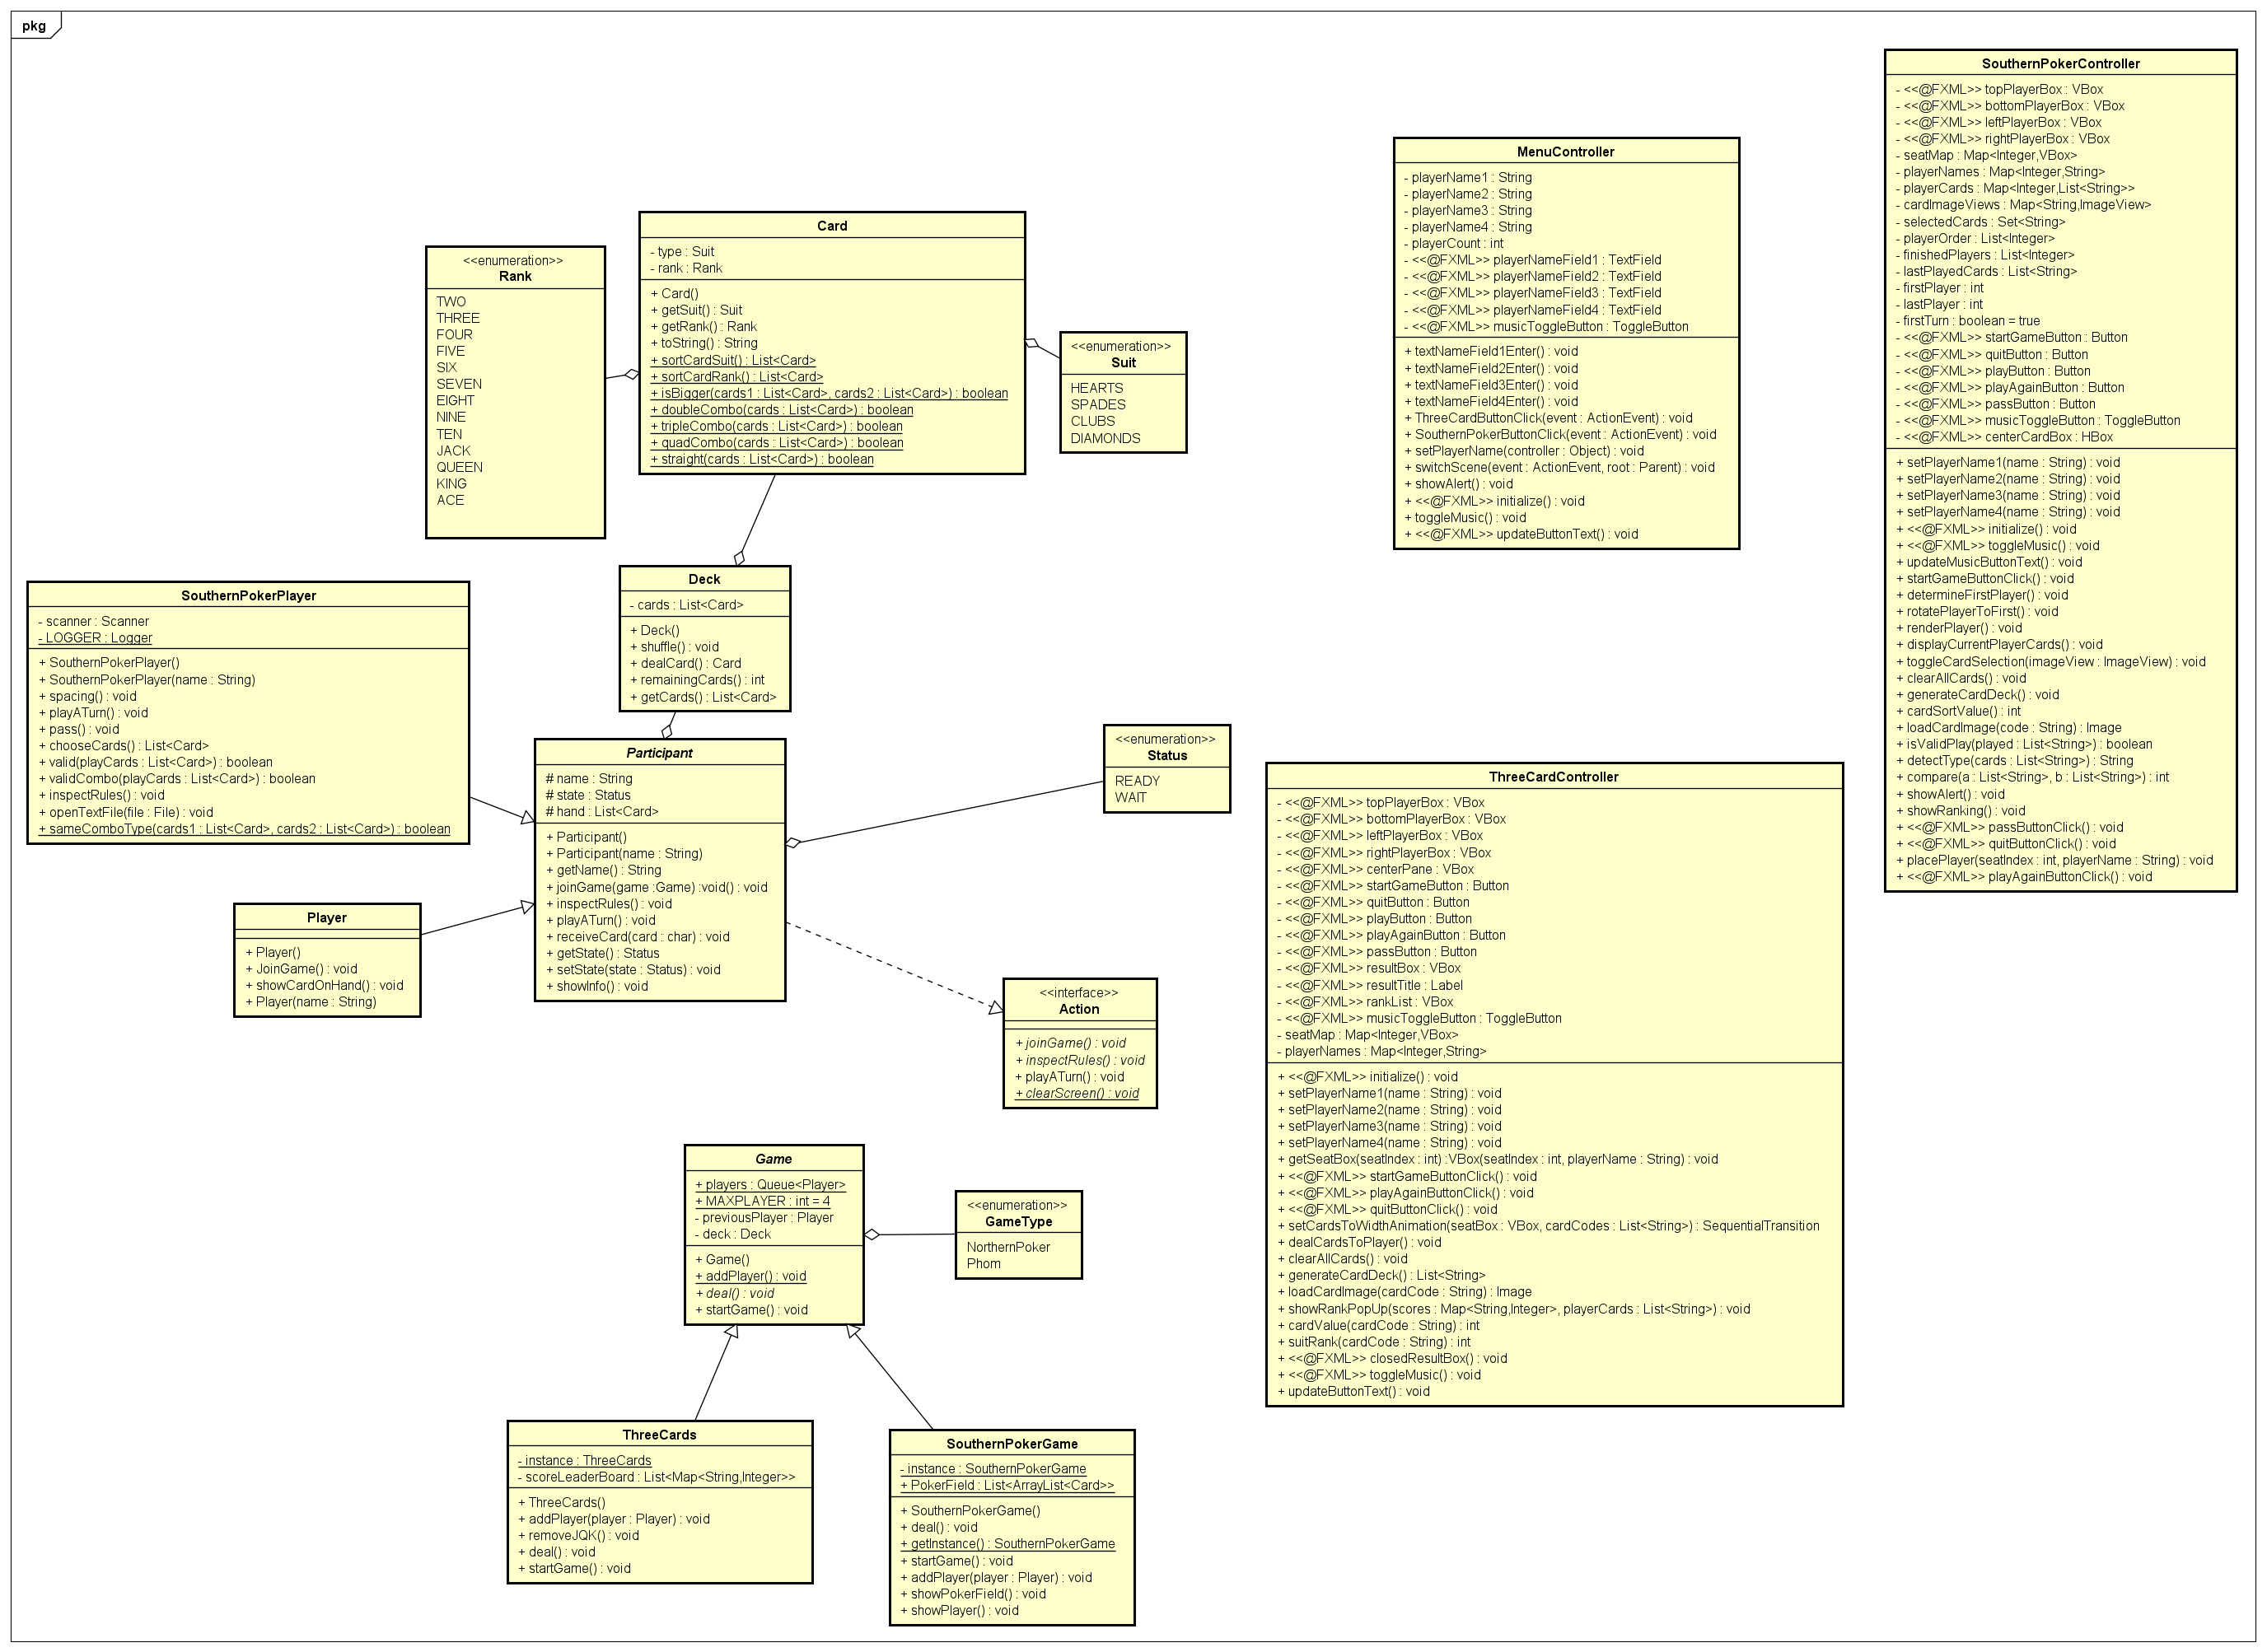 pkg
SouthernPokerController
- <<@FXML>> topPlayerBox : VBox
- <<@FXML>> bottomPlayerBox : VBox
- <<@FXML>> leftPlayerBox : VBox
- <<@FXML>> rightPlayerBox : VBox
- seatMap : Map<Integer,VBox>
- playerNames : Map<Integer,String>
- playerCards : Map<Integer,List<String>>
- cardImageViews : Map<String,ImageView>
- selectedCards : Set<String>
- playerOrder : List<Integer>
- finishedPlayers : List<Integer>
- lastPlayedCards : List<String>
- firstPlayer : int
- lastPlayer : int
- firstTurn : boolean = true
- <<@FXML>> startGameButton : Button
- <<@FXML>> quitButton : Button
- <<@FXML>> playButton : Button
- <<@FXML>> playAgainButton : Button
- <<@FXML>> passButton : Button
- <<@FXML>> musicToggleButton : ToggleButton
- <<@FXML>> centerCardBox : HBox
+ setPlayerName1(name : String) : void
+ setPlayerName2(name : String) : void
+ setPlayerName3(name : String) : void
+ setPlayerName4(name : String) : void
+ <<@FXML>> initialize() : void
+ <<@FXML>> toggleMusic() : void
+ updateMusicButtonText() : void
+ startGameButtonClick() : void
+ determineFirstPlayer() : void
+ rotatePlayerToFirst() : void
+ renderPlayer() : void
+ displayCurrentPlayerCards() : void
+ toggleCardSelection(imageView : ImageView) : void
+ clearAllCards() : void
+ generateCardDeck() : void
+ cardSortValue() : int
+ loadCardImage(code : String) : Image
+ isValidPlay(played : List<String>) : boolean
+ detectType(cards : List<String>) : String
+ compare(a : List<String>, b : List<String>) : int
+ showAlert() : void
+ showRanking() : void
+ <<@FXML>> passButtonClick() : void
+ <<@FXML>> quitButtonClick() : void
+ placePlayer(seatIndex : int, playerName : String) : void
+ <<@FXML>> playAgainButtonClick() : void
MenuController
- playerName1 : String
- playerName2 : String
- playerName3 : String
- playerName4 : String
- playerCount : int
- <<@FXML>> playerNameField1 : TextField
- <<@FXML>> playerNameField2 : TextField
- <<@FXML>> playerNameField3 : TextField
- <<@FXML>> playerNameField4 : TextField
- <<@FXML>> musicToggleButton : ToggleButton
+ textNameField1Enter() : void
+ textNameField2Enter() : void
+ textNameField3Enter() : void
+ textNameField4Enter() : void
+ ThreeCardButtonClick(event : ActionEvent) : void
+ SouthernPokerButtonClick(event : ActionEvent) : void
+ setPlayerName(controller : Object) : void
+ switchScene(event : ActionEvent, root : Parent) : void
+ showAlert() : void
+ <<@FXML>> initialize() : void
+ toggleMusic() : void
+ <<@FXML>> updateButtonText() : void
Card
- type : Suit
- rank : Rank
+ Card()
+ getSuit() : Suit
+ getRank() : Rank
+ toString() : String
+ sortCardSuit() : List<Card>
+ sortCardRank() : List<Card>
+ isBigger(cards1 : List<Card>, cards2 : List<Card>) : boolean
+ doubleCombo(cards : List<Card>) : boolean
+ tripleCombo(cards : List<Card>) : boolean
+ quadCombo(cards : List<Card>) : boolean
+ straight(cards : List<Card>) : boolean
<<enumeration>>
Rank
TWO
THREE
FOUR
FIVE
SIX
SEVEN
EIGHT
NINE
TEN
JACK
QUEEN
KING
ACE
<<enumeration>>
Suit
HEARTS
SPADES
CLUBS
DIAMONDS
Deck
- cards : List<Card>
+ Deck()
+ shuffle() : void
+ dealCard() : Card
+ remainingCards() : int
+ getCards() : List<Card>
SouthernPokerPlayer
- scanner : Scanner
- LOGGER : Logger
+ SouthernPokerPlayer()
+ SouthernPokerPlayer(name : String)
+ spacing() : void
+ playATurn() : void
+ pass() : void
+ chooseCards() : List<Card>
+ valid(playCards : List<Card>) : boolean
+ validCombo(playCards : List<Card>) : boolean
+ inspectRules() : void
+ openTextFile(file : File) : void
+ sameComboType(cards1 : List<Card>, cards2 : List<Card>) : boolean
Participant
# name : String
# state : Status
# hand : List<Card>
+ Participant()
+ Participant(name : String)
+ getName() : String
+ joinGame(game :Game) :void() : void
+ inspectRules() : void
+ playATurn() : void
+ receiveCard(card : char) : void
+ getState() : Status
+ setState(state : Status) : void
+ showInfo() : void
<<enumeration>>
Status
READY
WAIT
Player
+ Player()
+ JoinGame() : void
+ showCardOnHand() : void
+ Player(name : String)
<<interface>>
Action
+ joinGame() : void
+ inspectRules() : void
+ playATurn() : void
+ clearScreen() : void
ThreeCardController
- <<@FXML>> topPlayerBox : VBox
- <<@FXML>> bottomPlayerBox : VBox
- <<@FXML>> leftPlayerBox : VBox
- <<@FXML>> rightPlayerBox : VBox
- <<@FXML>> centerPane : VBox
- <<@FXML>> startGameButton : Button
- <<@FXML>> quitButton : Button
- <<@FXML>> playButton : Button
- <<@FXML>> playAgainButton : Button
- <<@FXML>> passButton : Button
- <<@FXML>> resultBox : VBox
- <<@FXML>> resultTitle : Label
- <<@FXML>> rankList : VBox
- <<@FXML>> musicToggleButton : ToggleButton
- seatMap : Map<Integer,VBox>
- playerNames : Map<Integer,String>
+ <<@FXML>> initialize() : void
+ setPlayerName1(name : String) : void
+ setPlayerName2(name : String) : void
+ setPlayerName3(name : String) : void
+ setPlayerName4(name : String) : void
+ getSeatBox(seatIndex : int) :VBox(seatIndex : int, playerName : String) : void
+ <<@FXML>> startGameButtonClick() : void
+ <<@FXML>> playAgainButtonClick() : void
+ <<@FXML>> quitButtonClick() : void
+ setCardsToWidthAnimation(seatBox : VBox, cardCodes : List<String>) : SequentialTransition
+ dealCardsToPlayer() : void
+ clearAllCards() : void
+ generateCardDeck() : List<String>
+ loadCardImage(cardCode : String) : Image
+ showRankPopUp(scores : Map<String,Integer>, playerCards : List<String>) : void
+ cardValue(cardCode : String) : int
+ suitRank(cardCode : String) : int
+ <<@FXML>> closedResultBox() : void
+ <<@FXML>> toggleMusic() : void
+ updateButtonText() : void
Game
+ players : Queue<Player>
+ MAXPLAYER : int = 4
- previousPlayer : Player
- deck : Deck
+ Game()
+ addPlayer() : void
+ deal() : void
+ startGame() : void
<<enumeration>>
GameType
NorthernPoker
Phom
ThreeCards
- instance : ThreeCards
- scoreLeaderBoard : List<Map<String,Integer>>
+ ThreeCards()
+ addPlayer(player : Player) : void
+ removeJQK() : void
+ deal() : void
+ startGame() : void
SouthernPokerGame
- instance : SouthernPokerGame
+ PokerField : List<ArrayList<Card>>
+ SouthernPokerGame()
+ deal() : void
+ getInstance() : SouthernPokerGame
+ startGame() : void
+ addPlayer(player : Player) : void
+ showPokerField() : void
+ showPlayer() : void